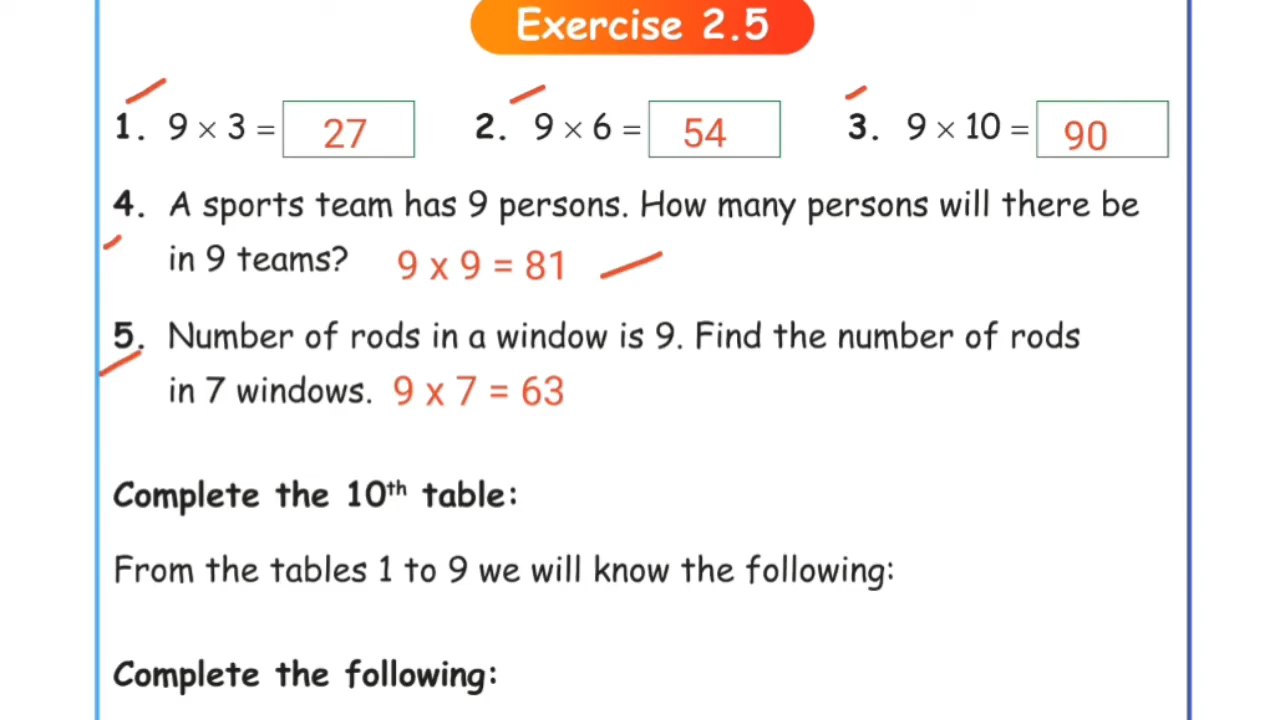 Exercise 2.5
1. 9 × 3 = 27 2. 9 × 6 = 54 3. 9 × 10 = 90
4. A sports team has 9 persons. How many persons will there be
in 9 teams? 9 x 9 = 81
5. Number of rods in a window is 9. Find the number of rods
in 7 windows. 9 x 7 = 63
Complete the 10th table:
From the tables 1 to 9 we will know the following:
Complete the following: